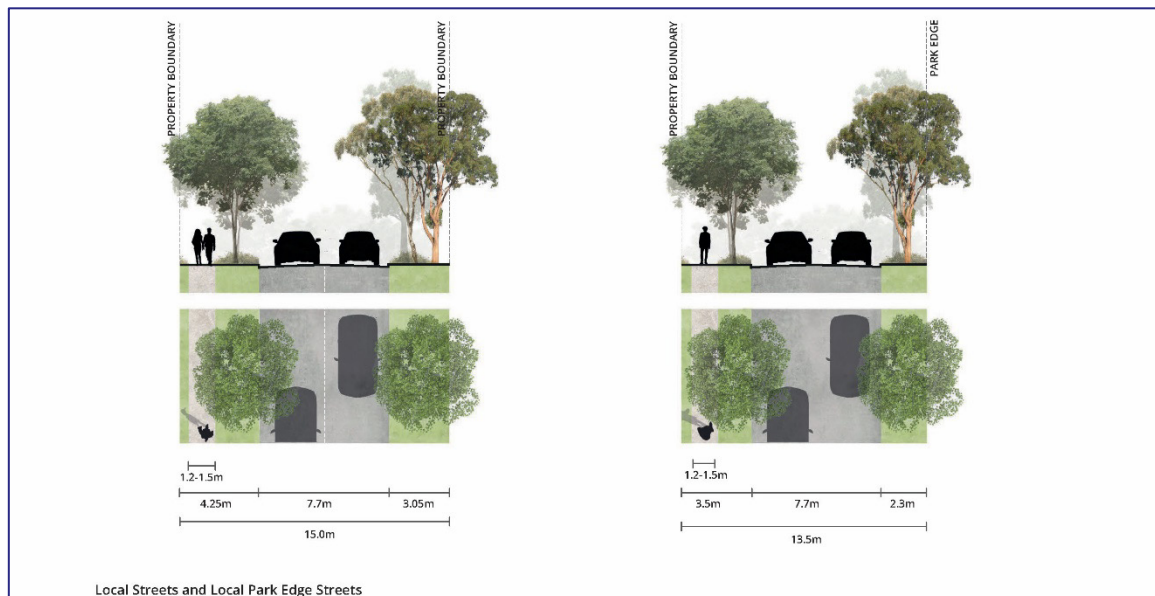 PROPERTY BOUNDARY
PROPERTY BOUNDARY
1.2-1.5m
4.25m
7.7m
3.05m
15.0m
PROPERTY BOUNDARY
PARK EDGE
1.2-1.5m
3.5m
7.7m
2.3m
13.5m
Local Streets and Local Park Edge Streets